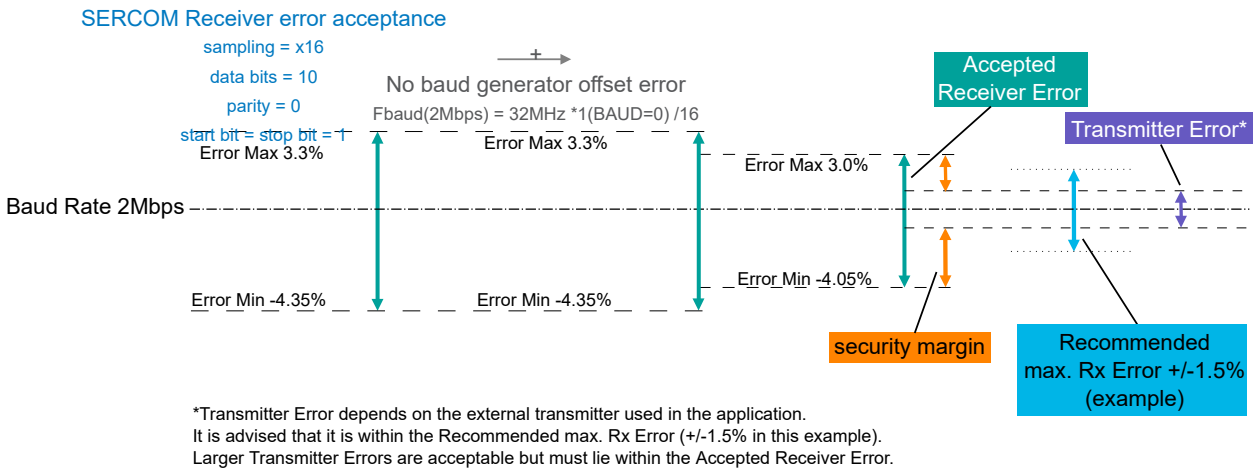 SERCOM Receiver error acceptance
sampling = x16
data bits = 10
parity = 0
start bit = stop bit = 1
+
No baud generator offset error
Fbaud(2Mbps) = 32MHz *1(BAUD=0) /16
Accepted
Receiver Error
Transmitter Error*
Error Max 3.3%
Error Max 3.3%
Error Max 3.0%
Baud Rate 2Mbps
Error Min -4.35%
Error Min -4.35%
Error Min -4.05%
security margin
Recommended
max. Rx Error +/-1.5%
(example)
*Transmitter Error depends on the external transmitter used in the application.
It is advised that it is within the Recommended max. Rx Error (+/-1.5% in this example).
Larger Transmitter Errors are acceptable but must lie within the Accepted Receiver Error.